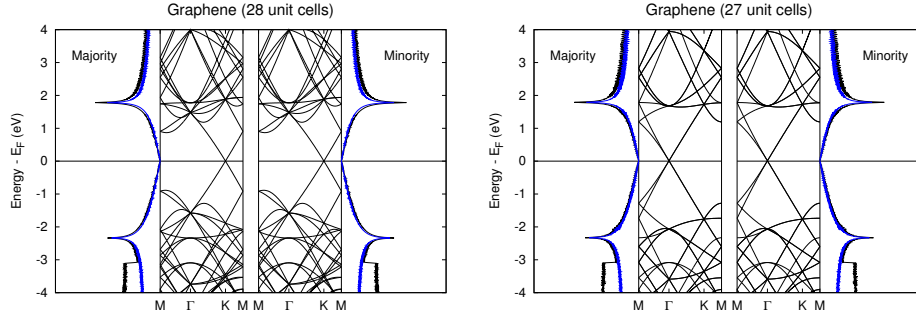 Graphene (28 unit cells)
Majority
Minority
Energy - E_F (eV)
4
3
2
1
0
-1
-2
-3
-4
M Γ K M M Γ K M
Graphene (27 unit cells)
Majority
Minority
Energy - E_F (eV)
4
3
2
1
0
-1
-2
-3
-4
M Γ K M M Γ K M